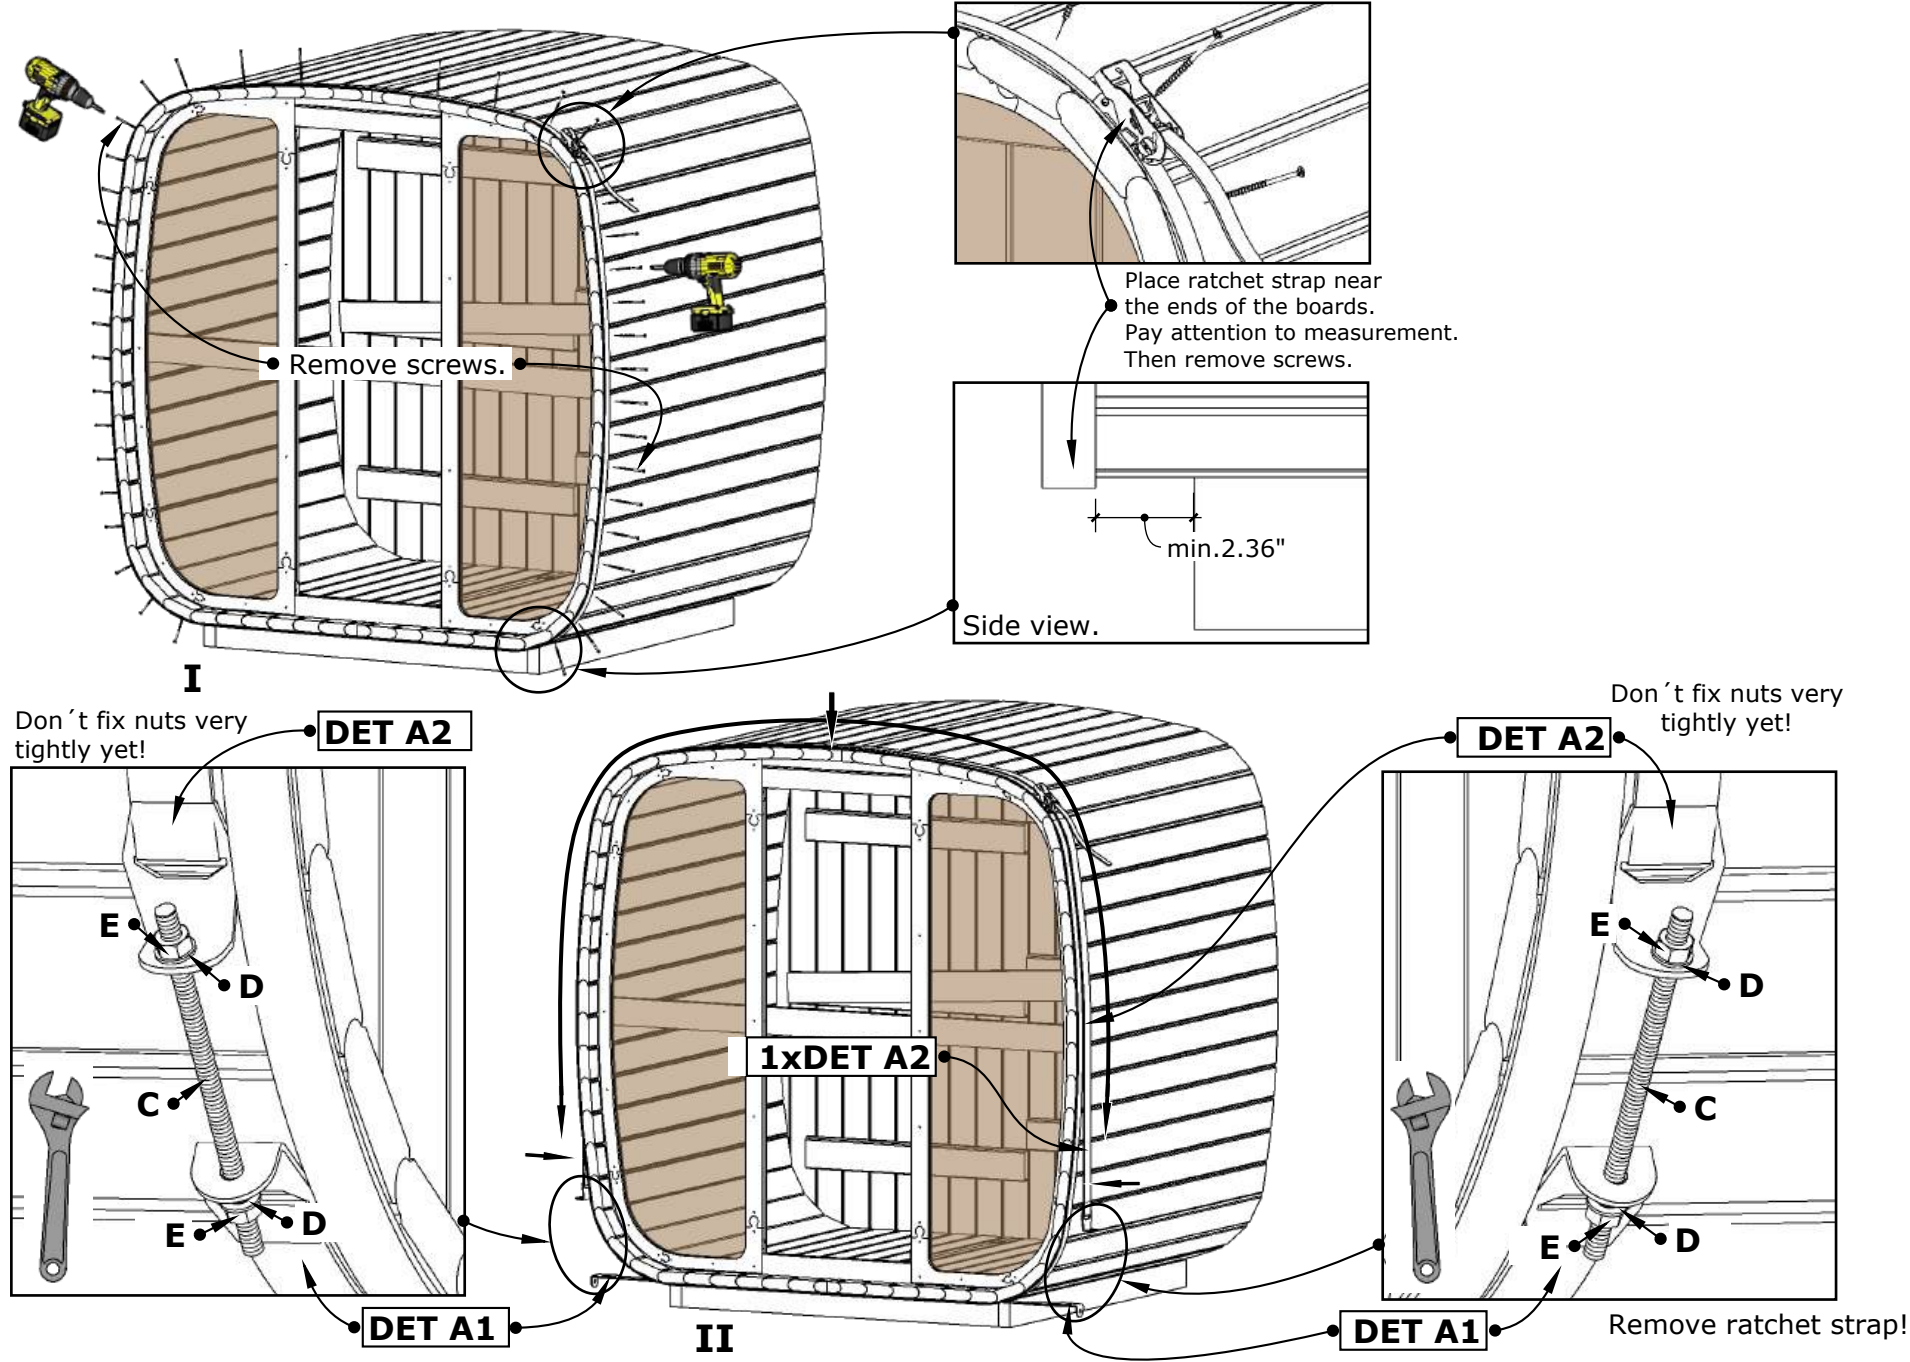 Remove screws.
Place ratchet strap near
the ends of the boards.
Pay attention to measurement.
Then remove screws.
min.2.36"
Side view.
I
Don´t fix nuts very
tightly yet!
DET A2
E
D
C
E
D
DET A1
1xDET A2
II
DET A2
Don´t fix nuts very
tightly yet!
E
D
C
E
D
DET A1
Remove ratchet strap!